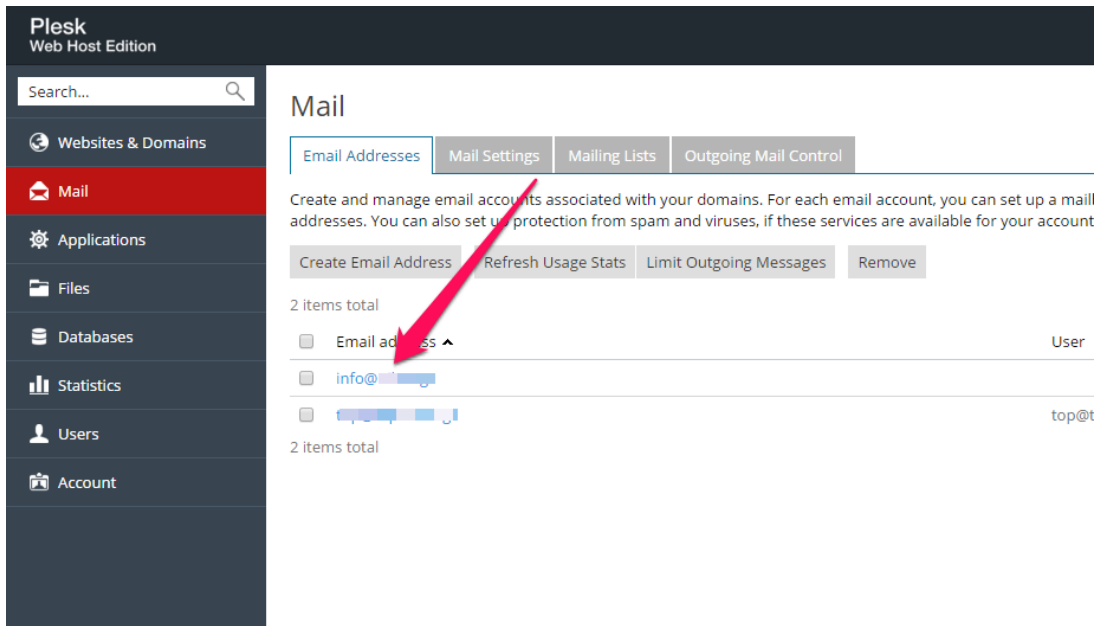 Plesk
Web Host Edition
Search...
Websites & Domains
Mail
Applications
Files
Databases
Statistics
Users
Account
Mail
Email Addresses Mail Settings Mailing Lists Outgoing Mail Control
Create and manage email accounts associated with your domains. For each email account, you can set up a mail
addresses. You can also set up protection from spam and viruses, if these services are available for your account
Create Email Address Refresh Usage Stats Limit Outgoing Messages Remove
2 items total
Email address User
info@
top@t
2 items total